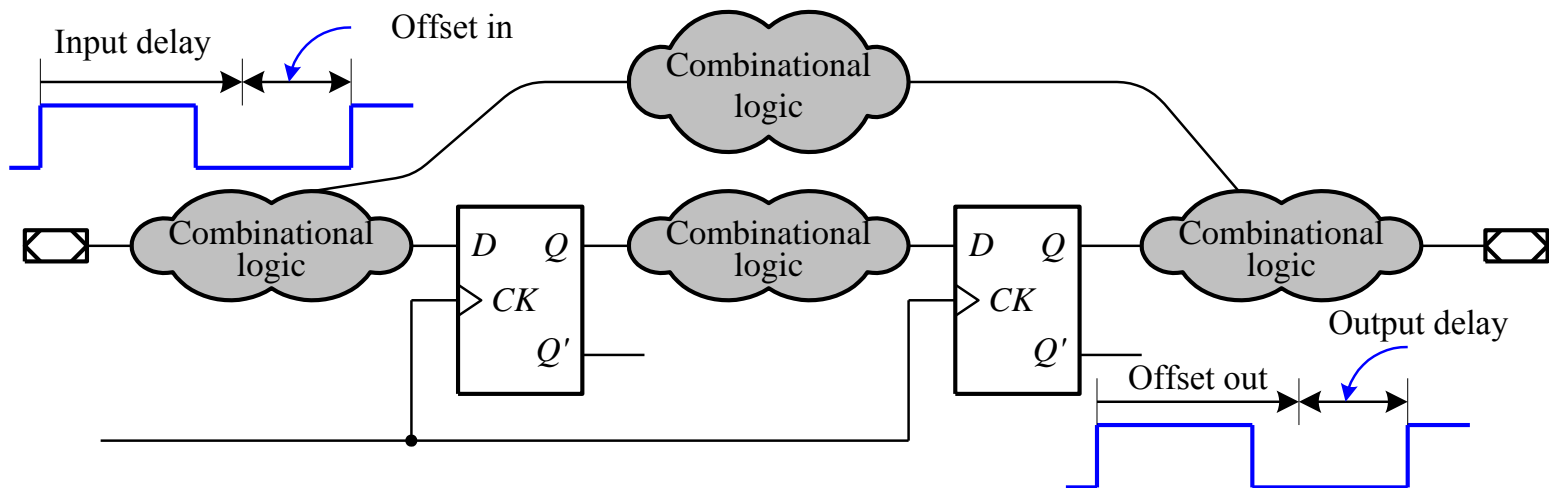 Input delay
Offset in
Combinational
logic
Combinational
logic
D
Q
CK
Q'
Combinational
logic
D
Q
CK
Q'
Combinational
logic
Output delay
Offset out